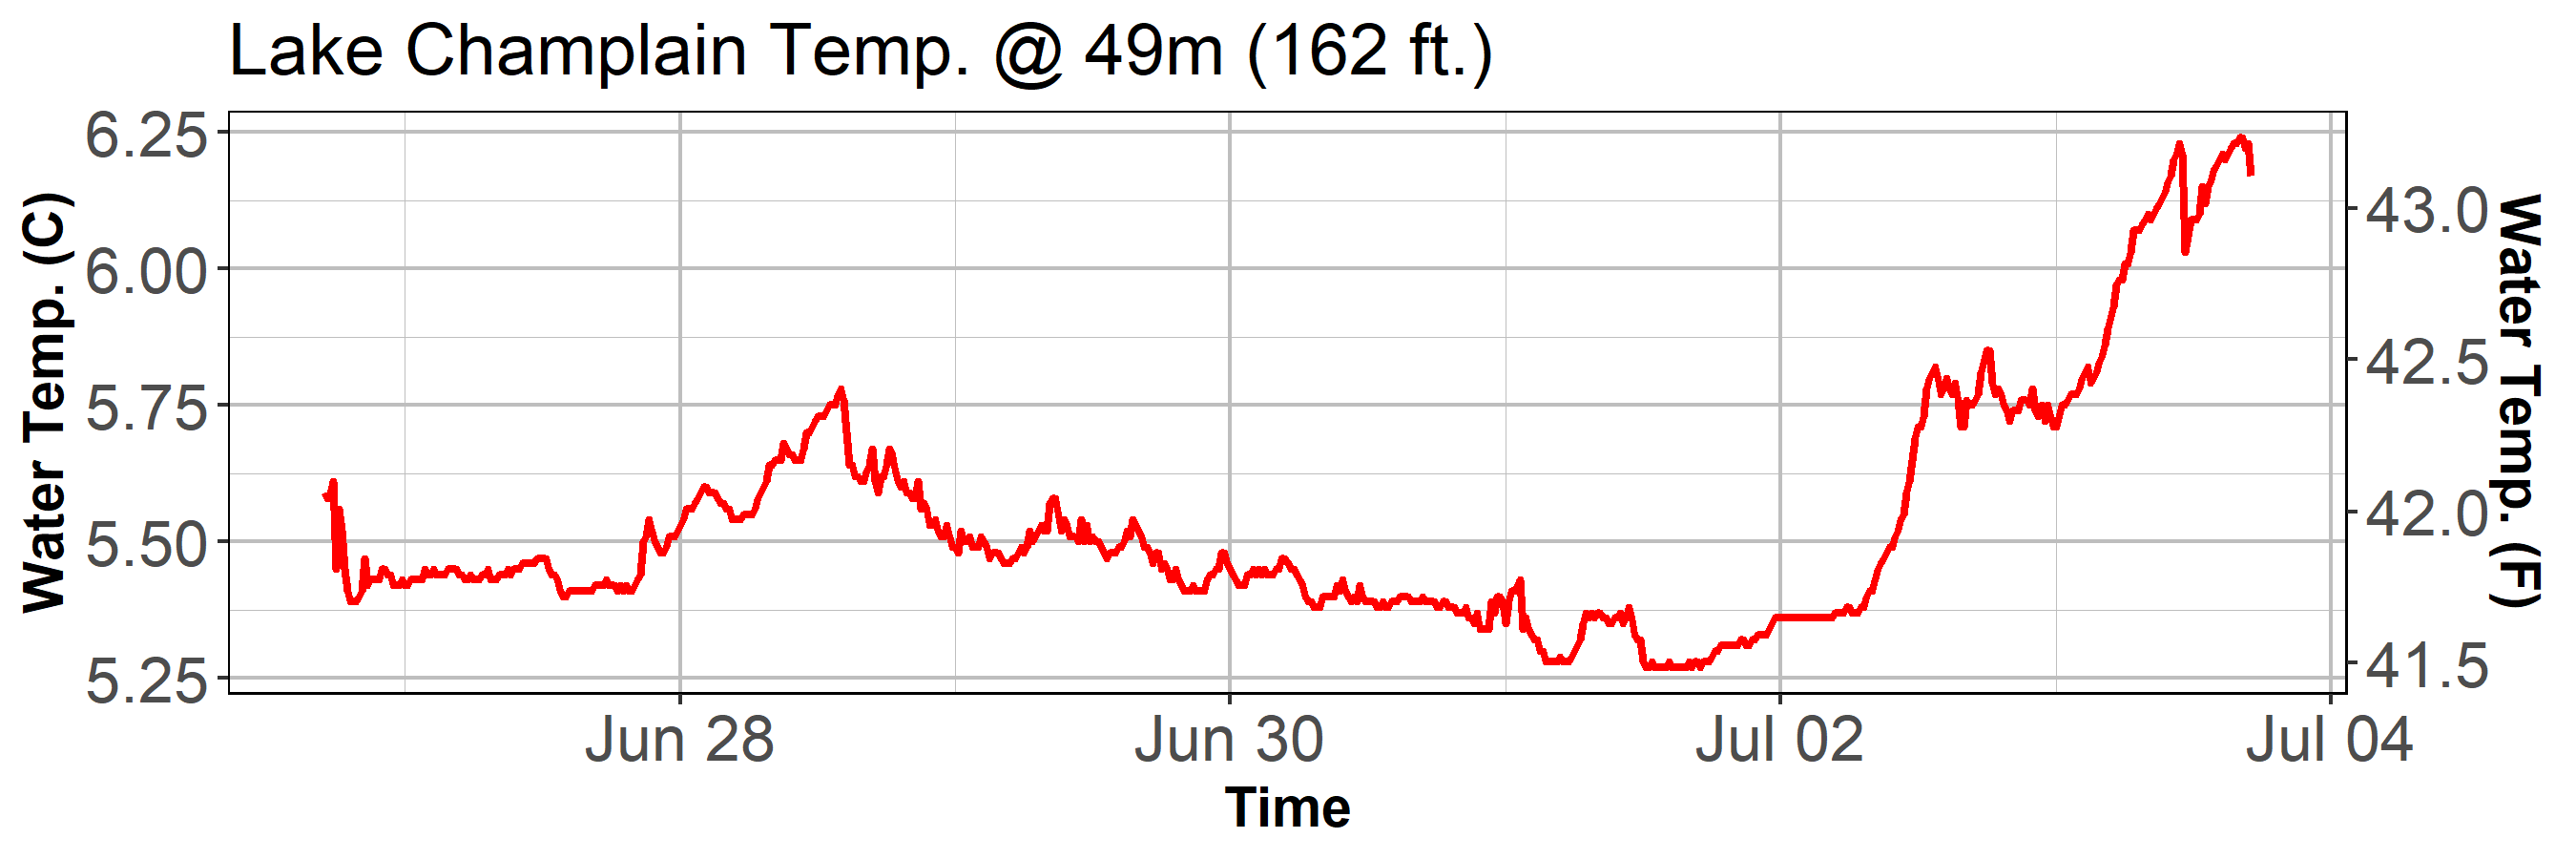 Lake Champlain Temp. @ 49m (162 ft.)
Water Temp. (C)
6.25
6.00
5.75
5.50
5.25
43.0
42.5
42.0
41.5
Water Temp. (F)
Jun 28 Jun 30 Jul 02 Jul 04
Time